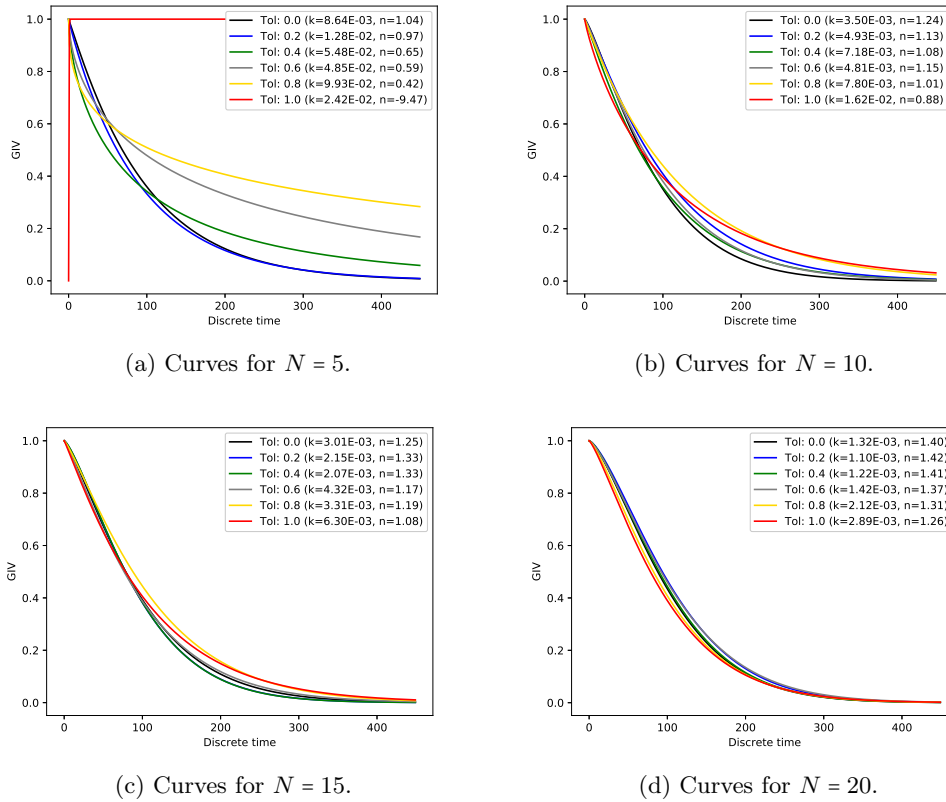 1.0
0.8
0.6
0.4
0.2
0.0
GIV
0
100
200
300
400
Discrete time
Tol: 0.0 (k=8.64E-03, n=1.04)
Tol: 0.2 (k=1.28E-02, n=0.97)
Tol: 0.4 (k=5.48E-02, n=0.65)
Tol: 0.6 (k=4.85E-02, n=0.59)
Tol: 0.8 (k=9.93E-02, n=0.42)
Tol: 1.0 (k=2.42E-02, n=-9.47)
(a) Curves for N = 5.
1.0
0.8
0.6
0.4
0.2
0.0
GIV
0
100
200
300
400
Discrete time
Tol: 0.0 (k=3.50E-03, n=1.24)
Tol: 0.2 (k=4.93E-03, n=1.13)
Tol: 0.4 (k=7.18E-03, n=1.08)
Tol: 0.6 (k=4.81E-03, n=1.15)
Tol: 0.8 (k=7.80E-03, n=1.01)
Tol: 1.0 (k=1.62E-02, n=0.88)
(b) Curves for N = 10.
1.0
0.8
0.6
0.4
0.2
0.0
GIV
0
100
200
300
400
Discrete time
Tol: 0.0 (k=3.01E-03, n=1.25)
Tol: 0.2 (k=2.15E-03, n=1.33)
Tol: 0.4 (k=2.07E-03, n=1.33)
Tol: 0.6 (k=4.32E-03, n=1.17)
Tol: 0.8 (k=3.31E-03, n=1.19)
Tol: 1.0 (k=6.30E-03, n=1.08)
(c) Curves for N = 15.
1.0
0.8
0.6
0.4
0.2
0.0
GIV
0
100
200
300
400
Discrete time
Tol: 0.0 (k=1.32E-03, n=1.40)
Tol: 0.2 (k=1.10E-03, n=1.42)
Tol: 0.4 (k=1.22E-03, n=1.41)
Tol: 0.6 (k=1.42E-03, n=1.37)
Tol: 0.8 (k=2.12E-03, n=1.31)
Tol: 1.0 (k=2.89E-03, n=1.26)
(d) Curves for N = 20.